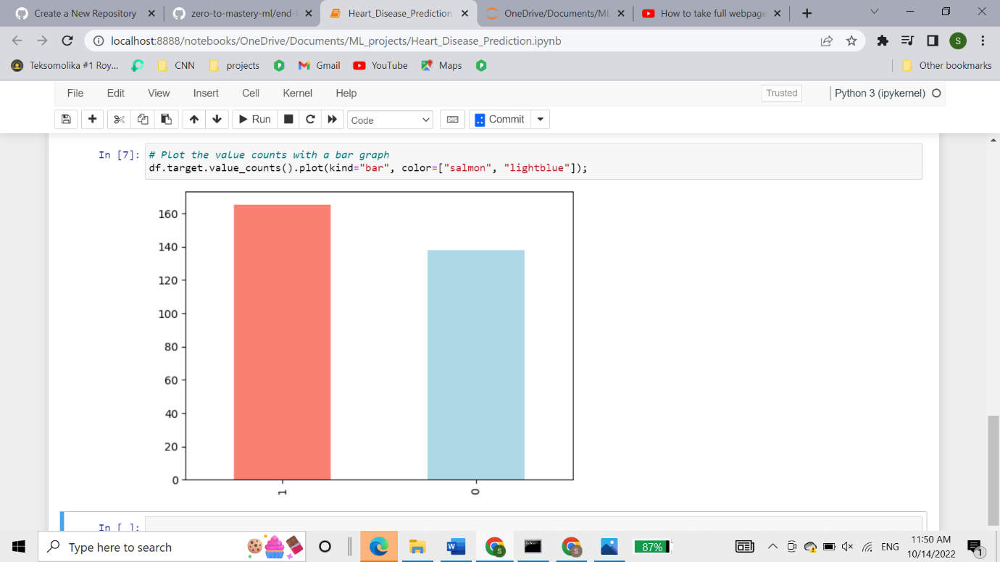 Create a New Repository
zero-to-mastery-ml/end-t
Heart_Disease_Prediction
OneDrive/Documents/ML
How to take full webpage
localhost:8888/notebooks/OneDrive/Documents/ML_projects/Heart_Disease_Prediction.ipynb
S
Teksomolika #1 Roy...
CNN
projects
Gmail
YouTube
Maps
Other bookmarks
File Edit View Insert Cell Kernel Help
Trusted
Python 3 (ipykernel)
Run
Code
Commit
In [7]:
# Plot the value counts with a bar graph
df.target.value_counts().plot(kind="bar", color=["salmon", "lightblue"]);
160
140
120
100
80
60
40
20
0
1
0
In [ ]:
Type here to search
87%
ENG
11:50 AM
10/14/2022
1